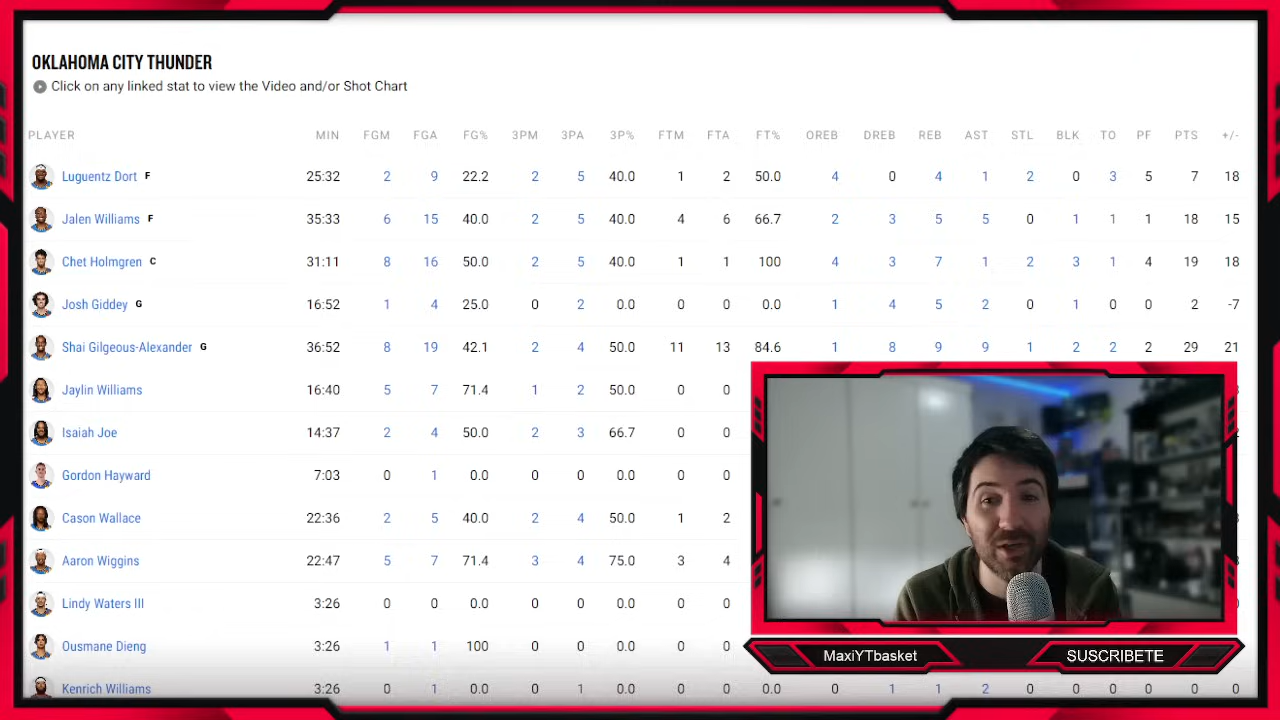 OKLAHOMA CITY THUNDER
Click on any linked stat to view the Video and/or Shot Chart
PLAYER MIN FGM FGA FG% 3PM 3PA 3P% FTM FTA FT% OREB DREB REB AST STL BLK TO PF PTS +/-
Luguentz Dort F 25:32 2 9 22.2 2 5 40.0 1 2 50.0 4 0 4 1 2 0 3 5 7 18
Jalen Williams F 35:33 6 15 40.0 2 5 40.0 4 6 66.7 2 3 5 5 0 1 1 1 18 15
Chet Holmgren C 31:11 8 16 50.0 2 5 40.0 1 1 100 4 3 7 1 2 3 1 4 19 18
Josh Giddey G 16:52 1 4 25.0 0 2 0.0 0 0 0.0 1 4 5 2 0 1 0 0 2 -7
Shai Gilgeous-Alexander G 36:52 8 19 42.1 2 4 50.0 11 13 84.6 1 8 9 9 1 2 2 2 29 21
Jaylin Williams 16:40 5 7 71.4 1 2 50.0 0 0
Isaiah Joe 14:37 2 4 50.0 2 3 66.7 0 0
Gordon Hayward 7:03 0 1 0.0 0 0 0.0 0 0
Cason Wallace 22:36 2 5 40.0 2 4 50.0 1 2
Aaron Wiggins 22:47 5 7 71.4 3 4 75.0 3 4
Lindy Waters III 3:26 0 0 0.0 0 0 0.0 0 0
Ousmane Dieng 3:26 1 1 100 0 0 0.0 0 0
Kenrich Williams 3:26 0 1 0.0 0 1 0.0 0 0 0.0 0 1 1 2 0 0 0 0 0 0
MaxiYTbasket
SUSCRIBETE